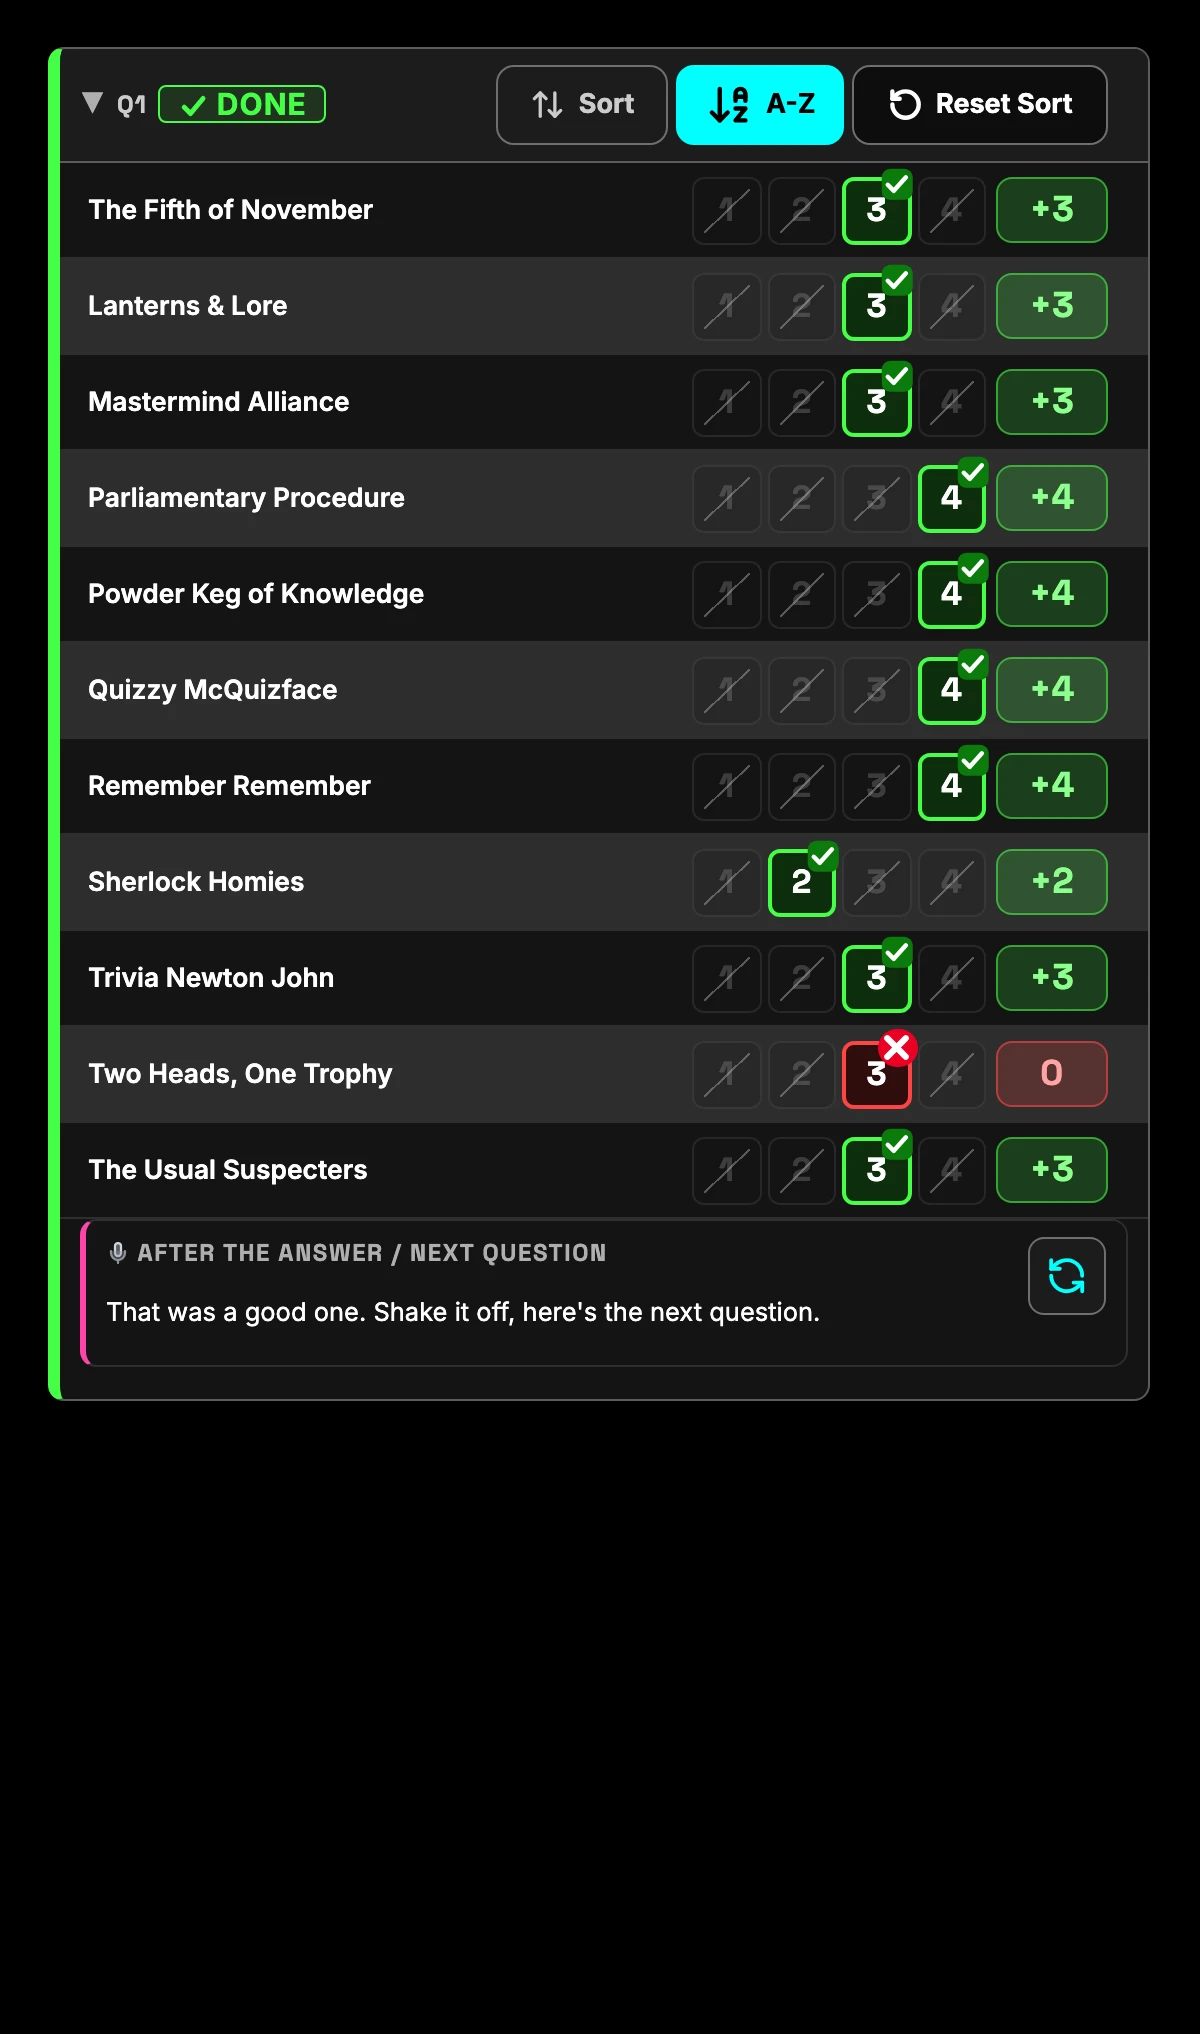 ▼ Q1 ✓ DONE Sort A-Z Reset Sort
The Fifth of November 1 2 3 4 +3
Lanterns & Lore 1 2 3 4 +3
Mastermind Alliance 1 2 3 4 +3
Parliamentary Procedure 1 2 3 4 +4
Powder Keg of Knowledge 1 2 3 4 +4
Quizzy McQuizface 1 2 3 4 +4
Remember Remember 1 2 3 4 +4
Sherlock Homies 1 2 3 4 +2
Trivia Newton John 1 2 3 4 +3
Two Heads, One Trophy 1 2 3 4 0
The Usual Suspecters 1 2 3 4 +3
AFTER THE ANSWER / NEXT QUESTION
That was a good one. Shake it off, here's the next question.